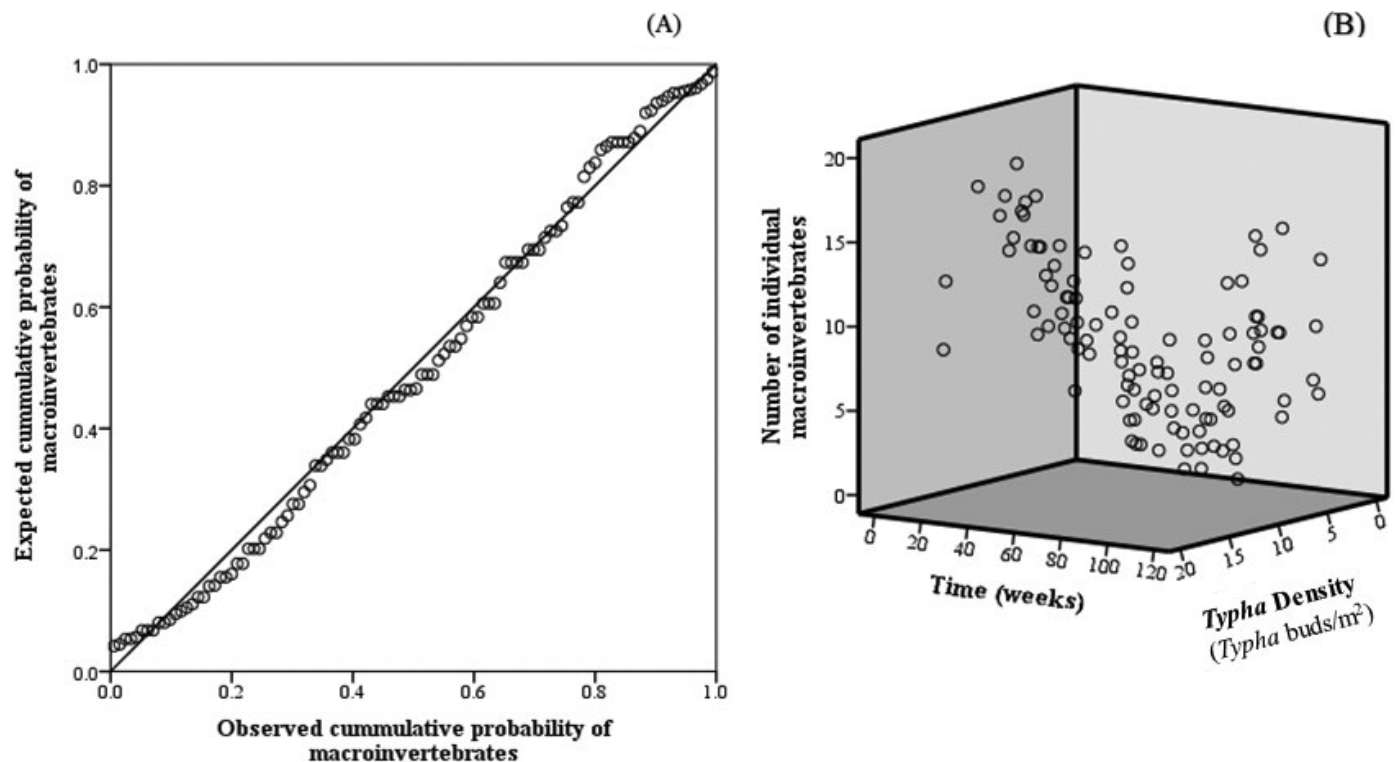 (A)
1.0
0.8
0.6
0.4
0.2
0.0
0.0 0.2 0.4 0.6 0.8 1.0
Expected cummulative probability of
macroinvertebrates
Observed cummulative probability of
macroinvertebrates
(B)
20
15
10
5
0
Number of individual
macroinvertebrates
0 20 40 60 80 100 120
Time (weeks)
20 15 10 5 0
Typha Density
(Typha buds/m²)